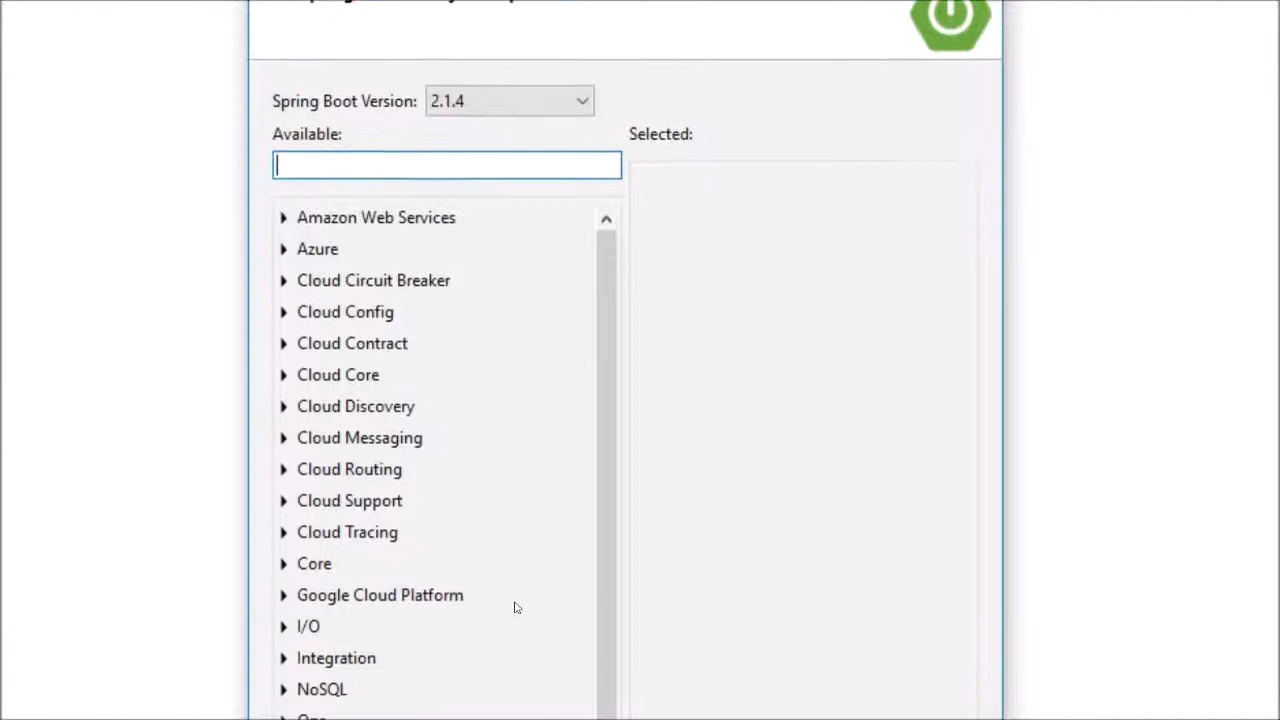 Spring Boot Version: 2.1.4
Available:
Selected:
Amazon Web Services
Azure
Cloud Circuit Breaker
Cloud Config
Cloud Contract
Cloud Core
Cloud Discovery
Cloud Messaging
Cloud Routing
Cloud Support
Cloud Tracing
Core
Google Cloud Platform
I/O
Integration
NoSQL